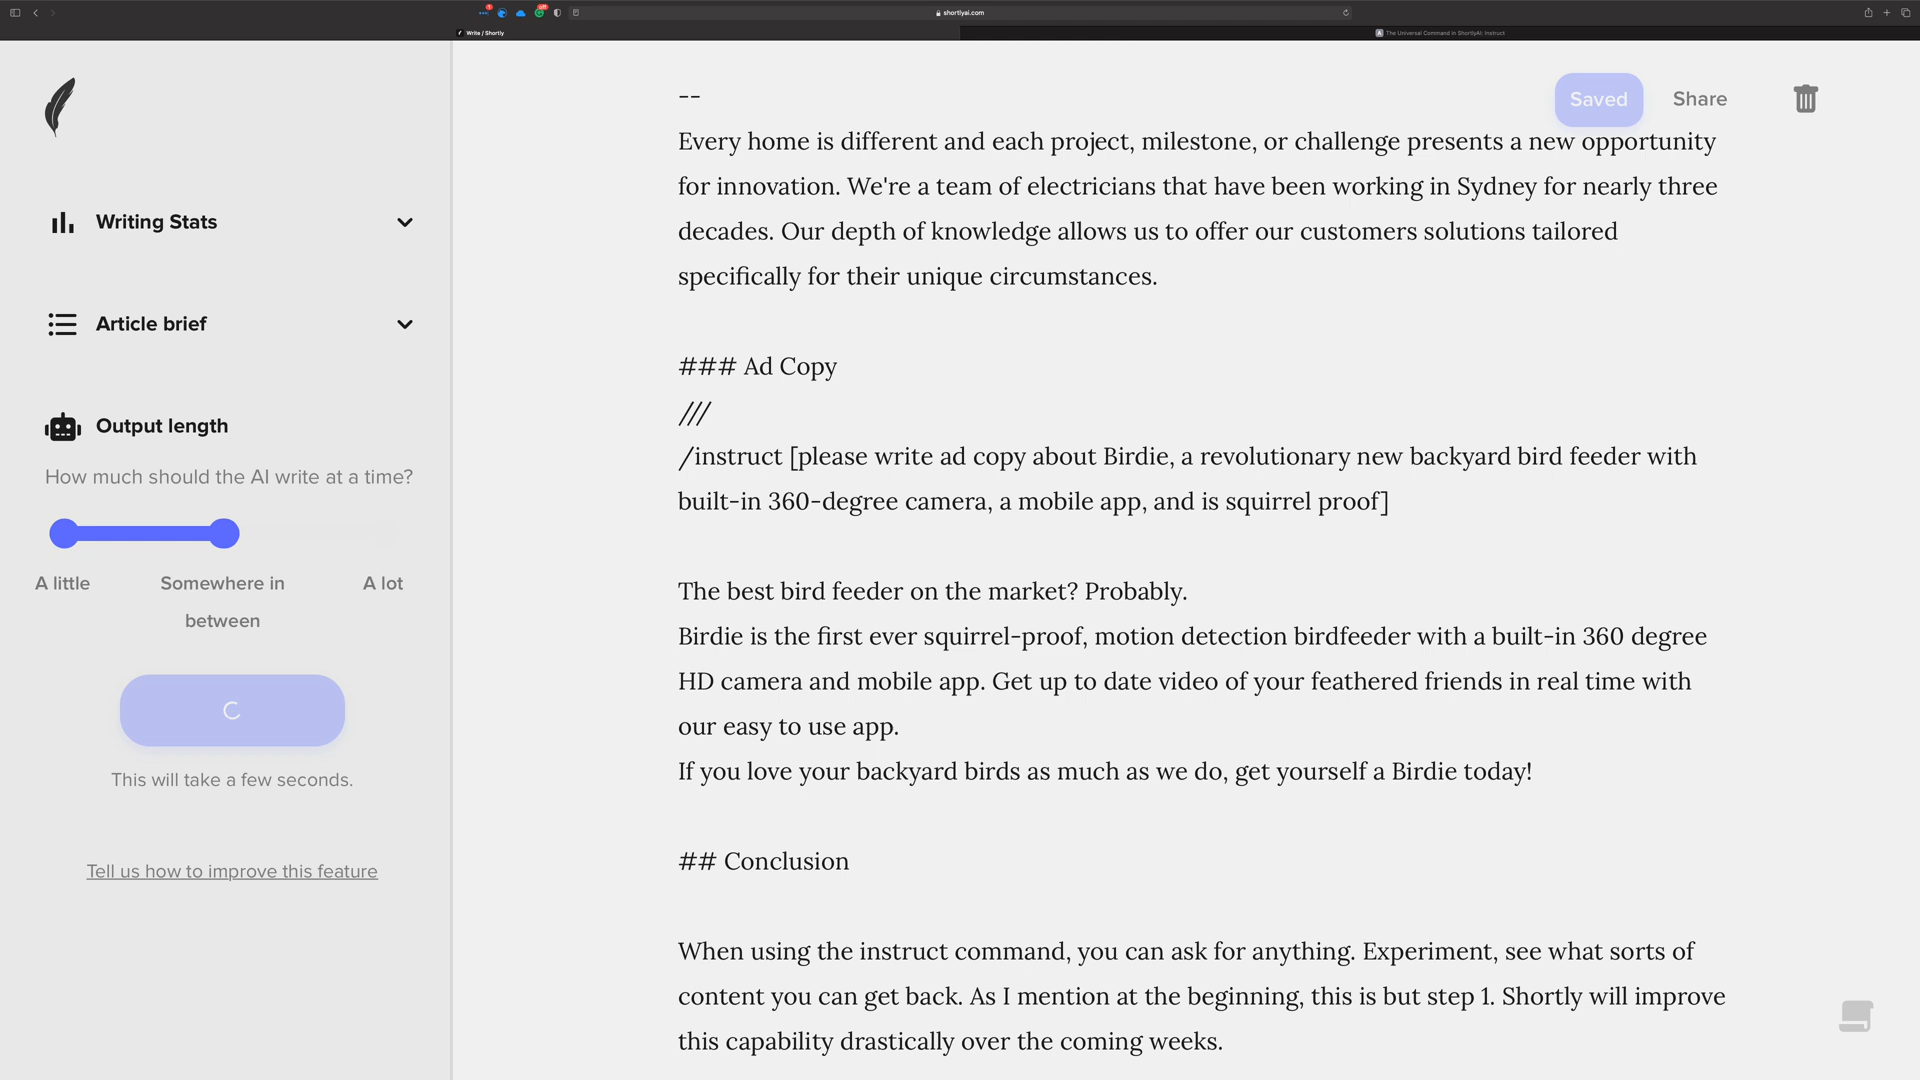 shortlyai.com
Write / Shortly
The Universal Command in ShortlyAI: Instruct
Writing Stats
Article brief
Output length
How much should the AI write at a time?
A little
Somewhere in
between
A lot
This will take a few seconds.
Tell us how to improve this feature
Saved
Share
--
Every home is different and each project, milestone, or challenge presents a new opportunity
for innovation. We're a team of electricians that have been working in Sydney for nearly three
decades. Our depth of knowledge allows us to offer our customers solutions tailored
specifically for their unique circumstances.
### Ad Copy
///
/instruct [please write ad copy about Birdie, a revolutionary new backyard bird feeder with
built-in 360-degree camera, a mobile app, and is squirrel proof]
The best bird feeder on the market? Probably.
Birdie is the first ever squirrel-proof, motion detection birdfeeder with a built-in 360 degree
HD camera and mobile app. Get up to date video of your feathered friends in real time with
our easy to use app.
If you love your backyard birds as much as we do, get yourself a Birdie today!
## Conclusion
When using the instruct command, you can ask for anything. Experiment, see what sorts of
content you can get back. As I mention at the beginning, this is but step 1. Shortly will improve
this capability drastically over the coming weeks.